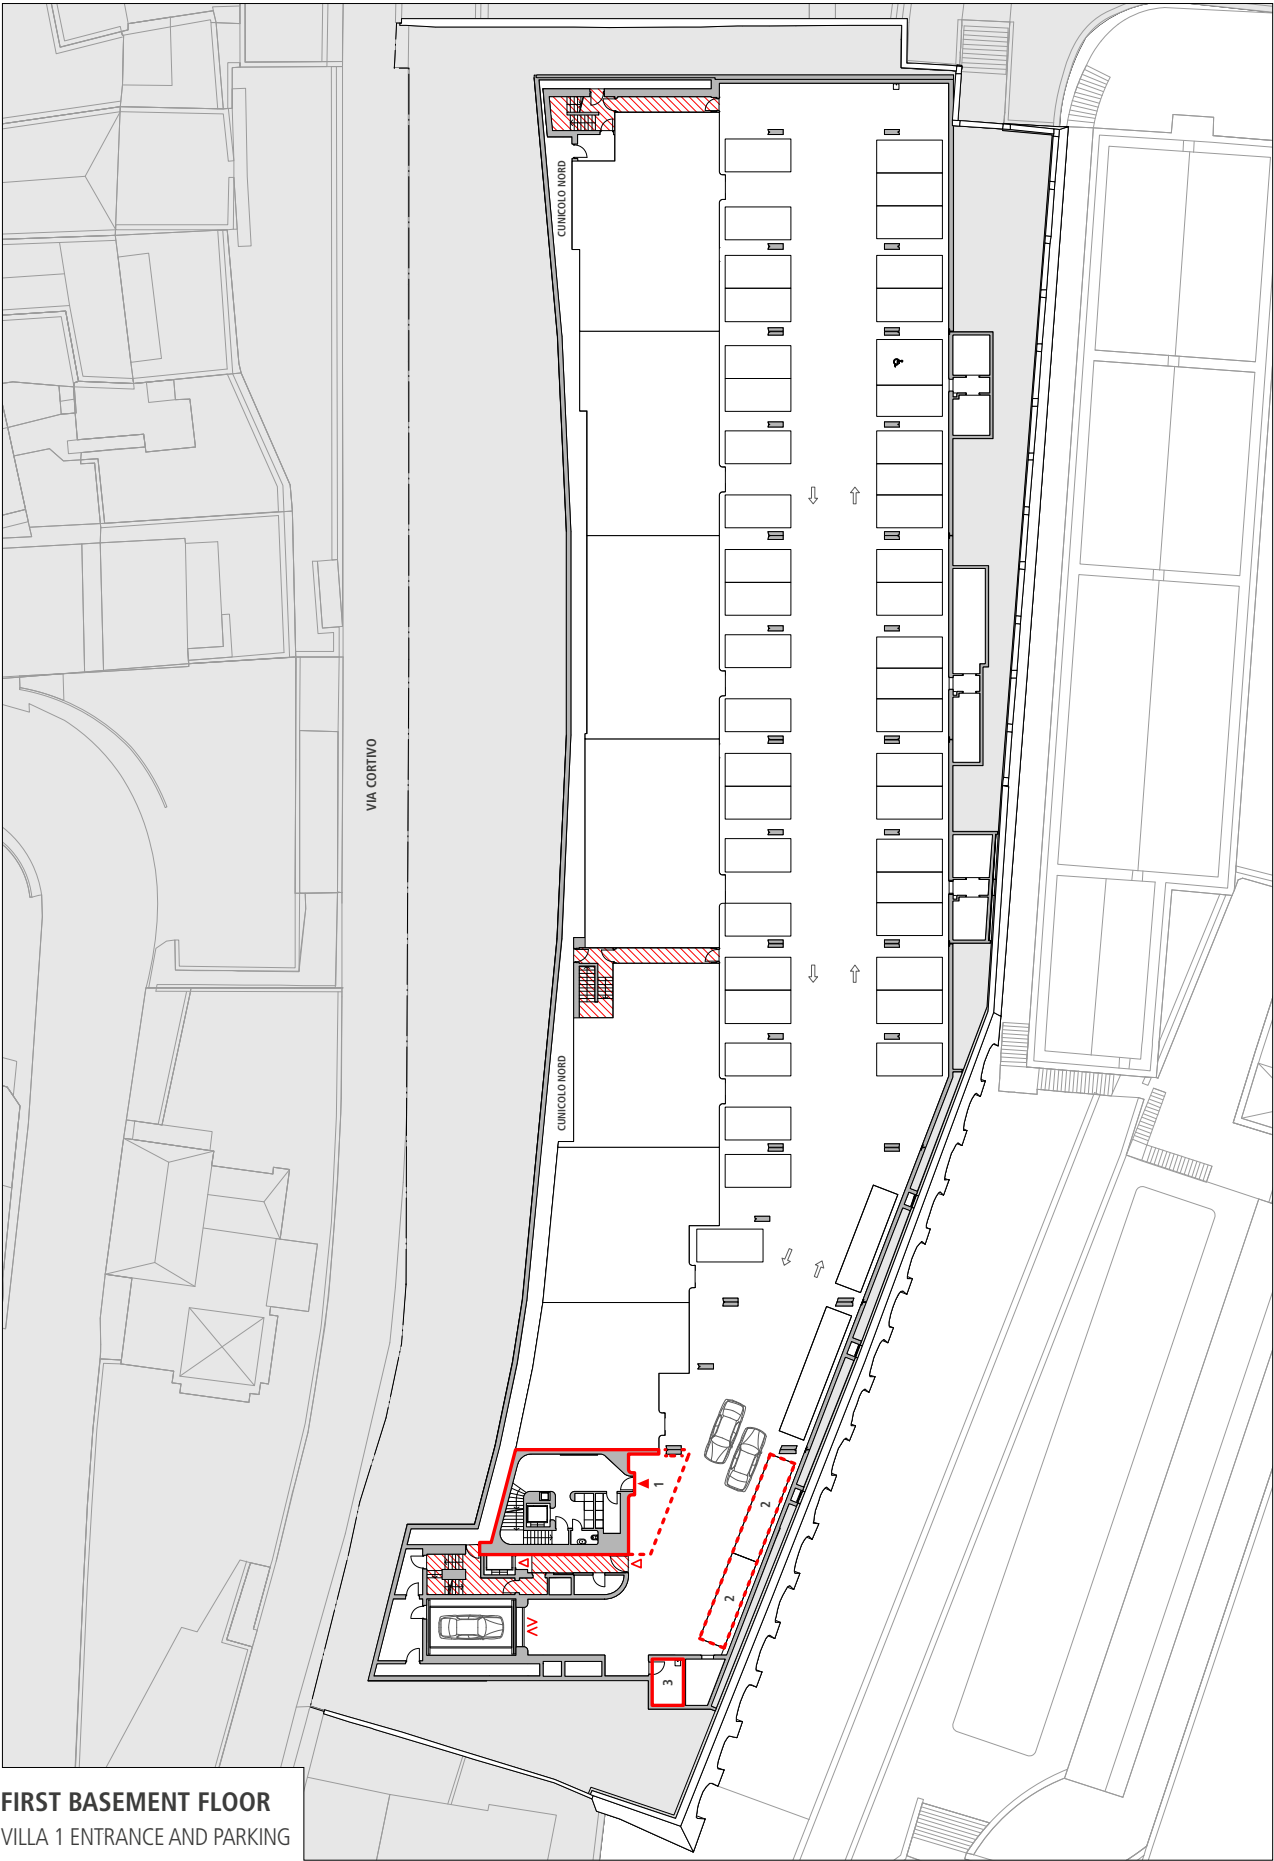 CUNICOLO NORD
VIA CORTIVO
CUNICOLO NORD
1
2
2
3
FIRST BASEMENT FLOOR
VILLA 1 ENTRANCE AND PARKING